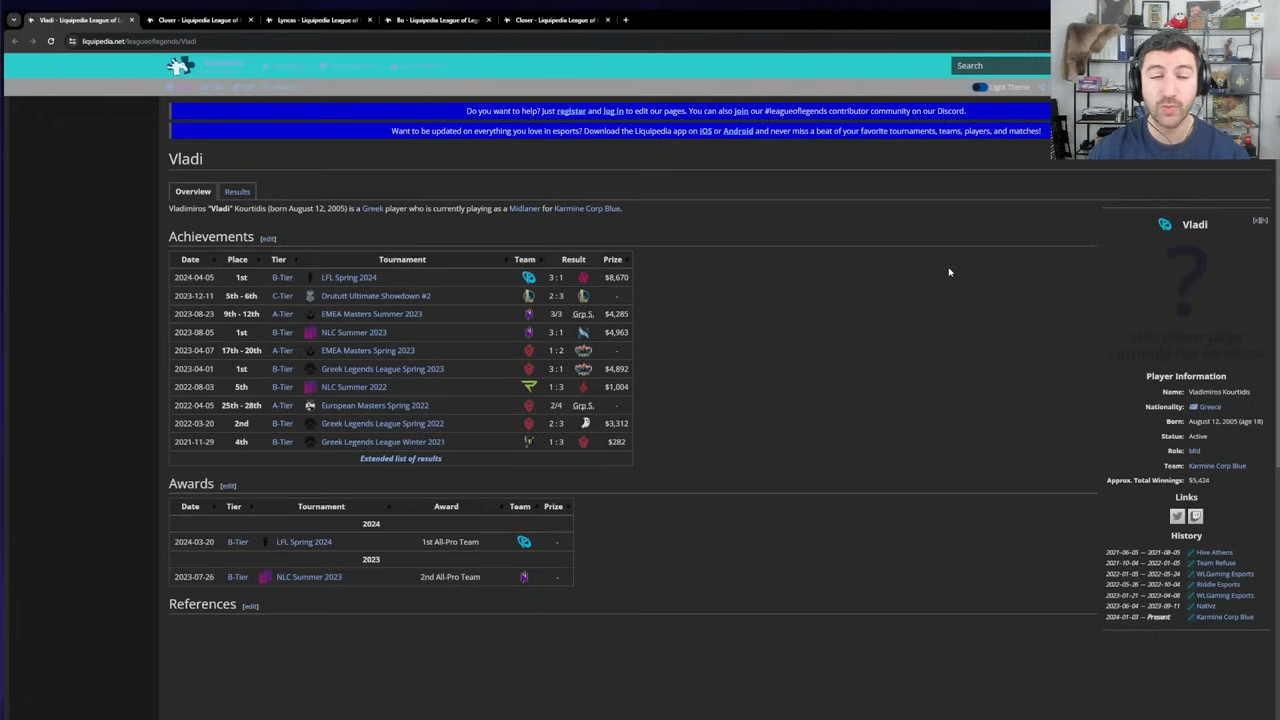 Vladi - Liquipedia League of L
Closer - Liquipedia League of
Lyncas - Liquipedia League of
Bo - Liquipedia League of Leg
Closer - Liquipedia League of
liquipedia.net/leagueoflegends/Vladi
Search
Light Theme
Do you want to help? Just register and log in to edit our pages. You can also join our #leagueoflegends contributor community on our Discord.
Want to be updated on everything you love in esports? Download the Liquipedia app on iOS or Android and never miss a beat of your favorite tournaments, teams, players, and matches!
Vladi
Overview Results
Vladimiros "Vladi" Kourtidis (born August 12, 2005) is a Greek player who is currently playing as a Midlaner for Karmine Corp Blue.
Achievements [edit]
Date Place Tier Tournament Team Result Prize
2024-04-05 1st B-Tier LFL Spring 2024 3 : 1 $8,670
2023-12-11 5th - 6th C-Tier Drututt Ultimate Showdown #2 2 : 3 -
2023-08-23 9th - 12th A-Tier EMEA Masters Summer 2023 3/3 Grp S. $4,285
2023-08-05 1st B-Tier NLC Summer 2023 3 : 1 $4,963
2023-04-07 17th - 20th A-Tier EMEA Masters Spring 2023 1 : 2 -
2023-04-01 1st B-Tier Greek Legends League Spring 2023 3 : 1 $4,892
2022-08-03 5th B-Tier NLC Summer 2022 1 : 3 $1,004
2022-04-05 25th - 28th A-Tier European Masters Spring 2022 2/4 Grp S. -
2022-03-20 2nd B-Tier Greek Legends League Spring 2022 2 : 3 $3,312
2021-11-29 4th B-Tier Greek Legends League Winter 2021 1 : 3 $282
Extended list of results
Awards [edit]
Date Tier Tournament Award Team Prize
2024
2024-03-20 B-Tier LFL Spring 2024 1st All-Pro Team -
2023
2023-07-26 B-Tier NLC Summer 2023 2nd All-Pro Team -
References [edit]
Vladi [e][h]
?
Player Information
Name: Vladimiros Kourtidis
Nationality: Greece
Born: August 12, 2005 (age 18)
Status: Active
Role: Mid
Team: Karmine Corp Blue
Approx. Total Winnings: $5,424
Links
History
2021-06-05 — 2021-08-05 Hive Athens
2021-10-04 — 2022-01-05 Team Refuse
2022-01-05 — 2022-05-24 WLGaming Esports
2022-05-26 — 2022-10-04 Riddle Esports
2023-01-21 — 2023-04-08 WLGaming Esports
2023-06-04 — 2023-09-11 Nativz
2024-01-03 — Present Karmine Corp Blue